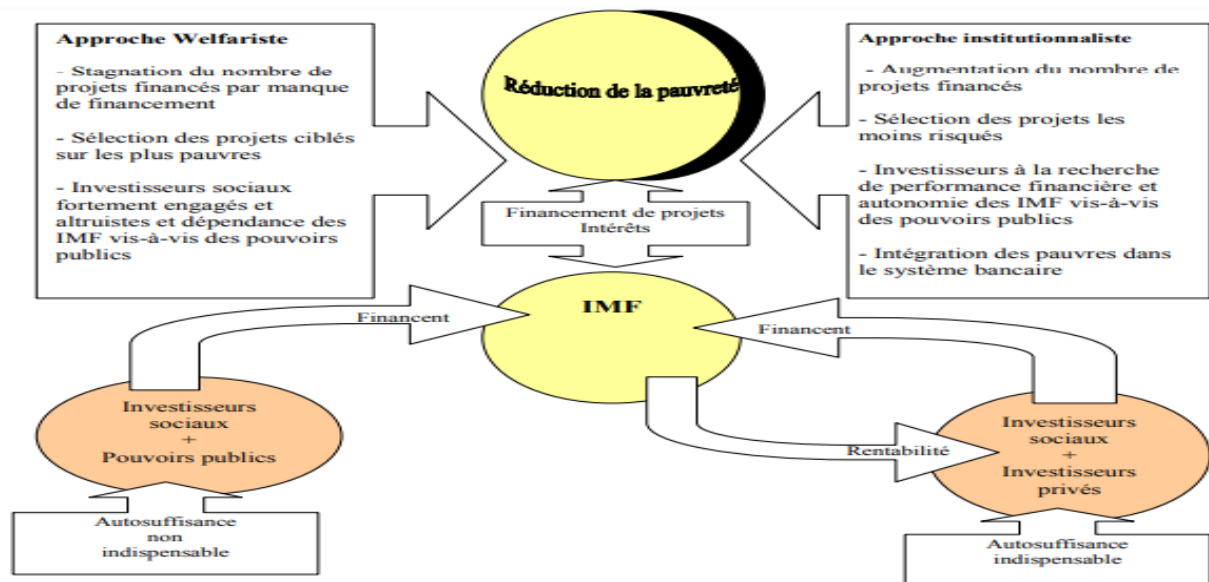 Approche Welfariste
- Stagnation du nombre de
projets financés par manque
de financement
- Sélection des projets ciblés
sur les plus pauvres
- Investisseurs sociaux
fortement engagés et
altruistes et dépendance des
IMF vis-à-vis des pouvoirs
publics
Réduction de la pauvreté
Approche institutionnaliste
- Augmentation du nombre de
projets financés
- Sélection des projets les
moins risqués
- Investisseurs à la recherche
de performance financière et
autonomie des IMF vis-à-vis
des pouvoirs publics
- Intégration des pauvres dans
le système bancaire
Financement de projets
Intérêts
IMF
Financent
Financent
Investisseurs
sociaux
+
Pouvoirs publics
Rentabilité
Investisseurs
sociaux
+
Investisseurs
privés
Autosuffisance
non
indispensable
Autosuffisance
indispensable